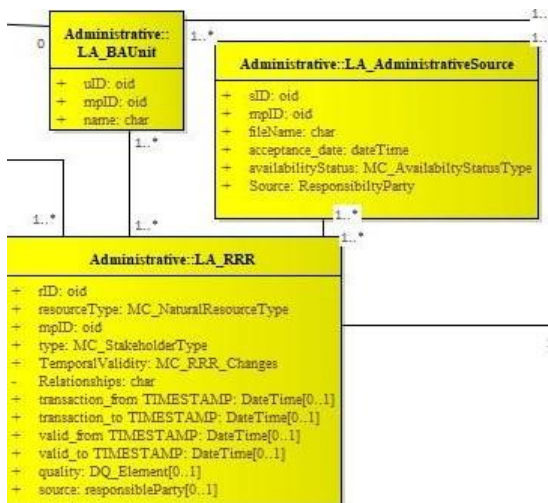 Administrative::
LA_BAUnit
+ uID: oid
+ mpID: oid
+ name: char
0
1..*
1..
1..
Administrative::LA_AdministrativeSource
+ sID: oid
+ mpID: oid
+ fileName: char
+ acceptance_date: dateTime
+ availabilityStatus: MC_AvailabiltyStatusType
+ Source: ResponsibiltyParty
1..*
1..*
1..*
1..*
1..*
Administrative::LA_RRR
+ rID: oid
+ resourceType: MC_NaturalResourceType
+ mpID: oid
+ type: MC_StakeholderType
+ TemporalValidity: MC_RRR_Changes
- Relationships: char
+ transaction_from TIMESTAMP: DateTime[0..1]
+ transaction_to TIMESTAMP: DateTime[0..1]
+ valid_from TIMESTAMP: DateTime[0..1]
+ valid_to TIMESTAMP: DateTime[0..1]
+ quality: DQ_Element[0..1]
+ source: responsibleParty[0..1]